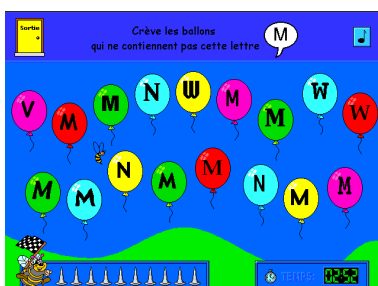 Sortie
Crève les ballons
qui ne contiennent pas cette lettre
M
V M M N W M M W W
M M N M M N M M
TEMPS: 02:52